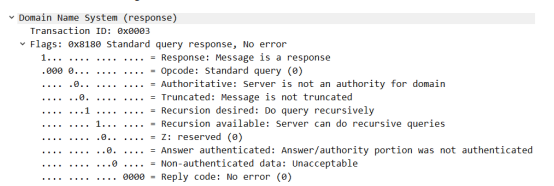 Domain Name System (response)
Transaction ID: 0x0003
Flags: 0x8180 Standard query response, No error
1... .... .... .... = Response: Message is a response
.000 0... .... .... = Opcode: Standard query (0)
.... .0.. .... .... = Authoritative: Server is not an authority for domain
.... ..0. .... .... = Truncated: Message is not truncated
.... ...1 .... .... = Recursion desired: Do query recursively
.... .... 1... .... = Recursion available: Server can do recursive queries
.... .... .0.. .... = Z: reserved (0)
.... .... ..0. .... = Answer authenticated: Answer/authority portion was not authenticated
.... .... ...0 .... = Non-authenticated data: Unacceptable
.... .... .... 0000 = Reply code: No error (0)